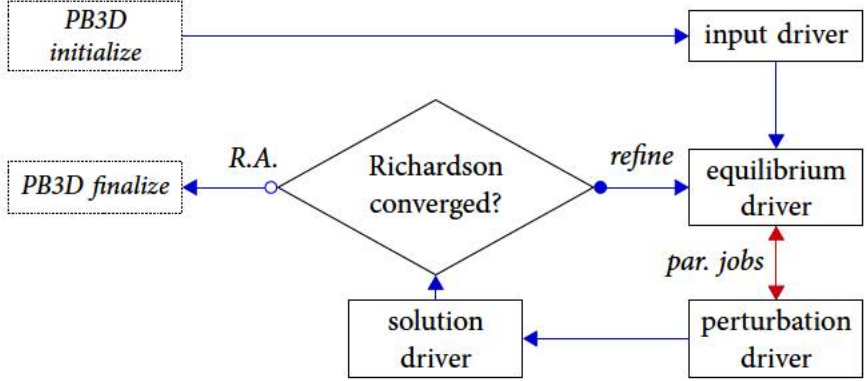 PB3D
initialize
input driver
R.A.
Richardson
converged?
refine
equilibrium
driver
PB3D finalize
par. jobs
solution
driver
perturbation
driver